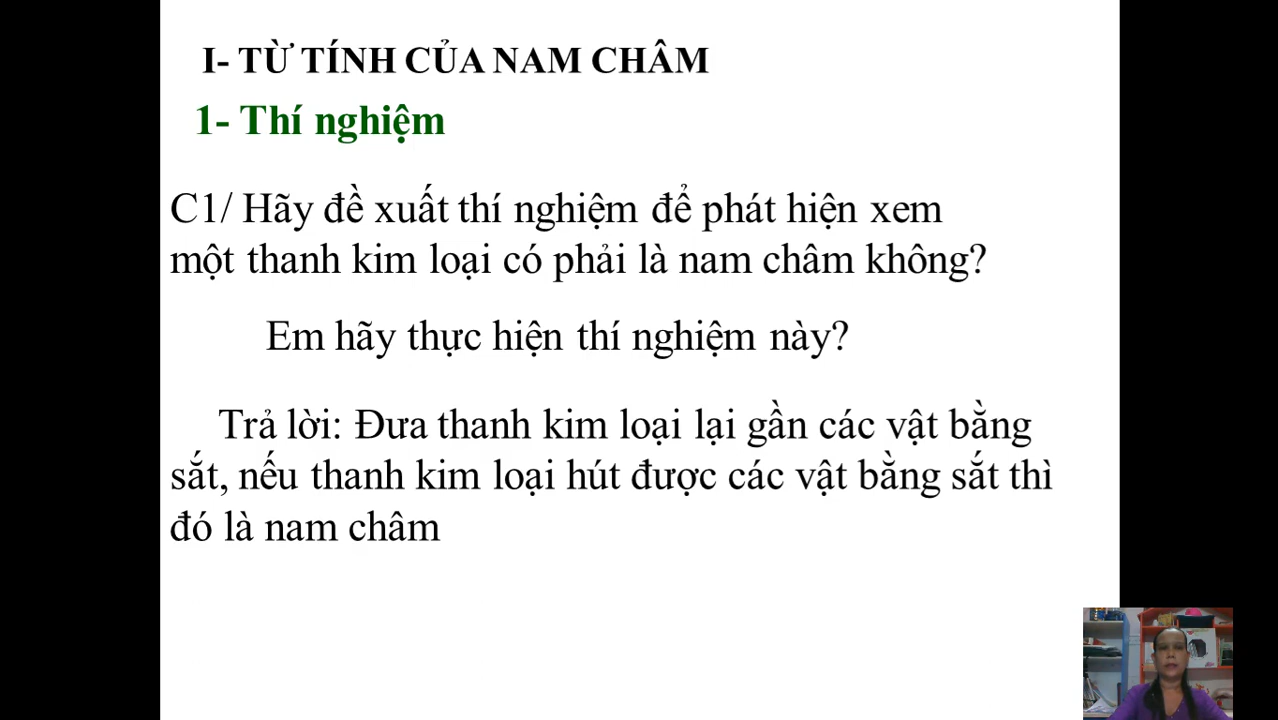 I- TỪ TÍNH CỦA NAM CHÂM
1- Thí nghiệm
C1/ Hãy đề xuất thí nghiệm để phát hiện xem
một thanh kim loại có phải là nam châm không?
Em hãy thực hiện thí nghiệm này?
Trả lời: Đưa thanh kim loại lại gần các vật bằng
sắt, nếu thanh kim loại hút được các vật bằng sắt thì
đó là nam châm